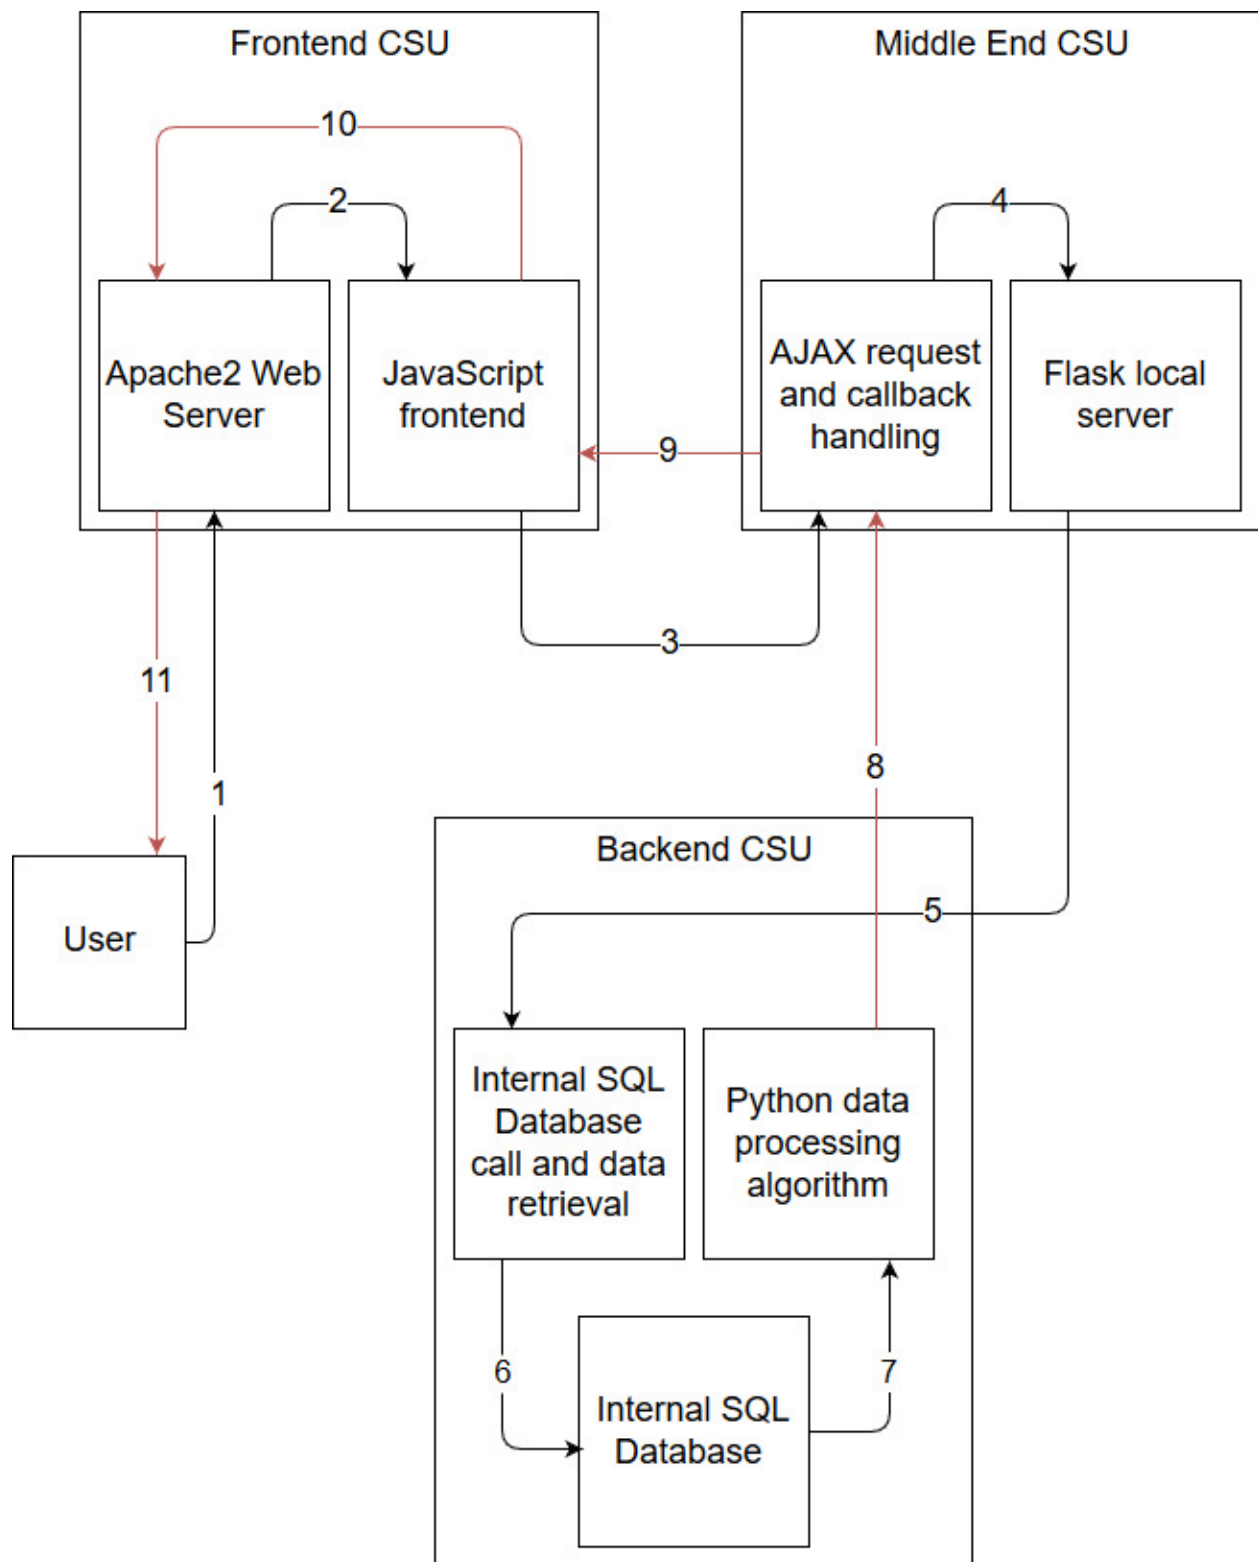 Frontend CSU
Middle End CSU
10
2
4
Apache2 Web
Server
JavaScript
frontend
AJAX request
and callback
handling
Flask local
server
9
3
11
8
1
Backend CSU
5
User
Internal SQL
Database
call and data
retrieval
Python data
processing
algorithm
6
7
Internal SQL
Database